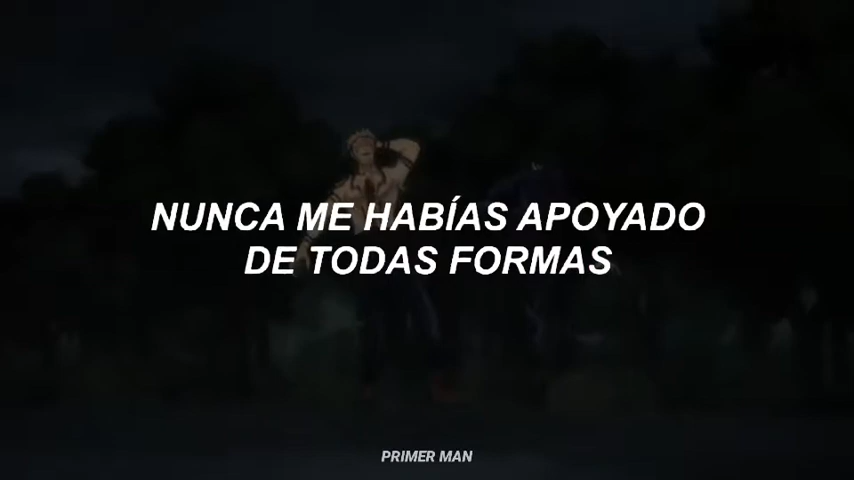 NUNCA ME HABÍAS APOYADO
DE TODAS FORMAS
PRIMER MAN